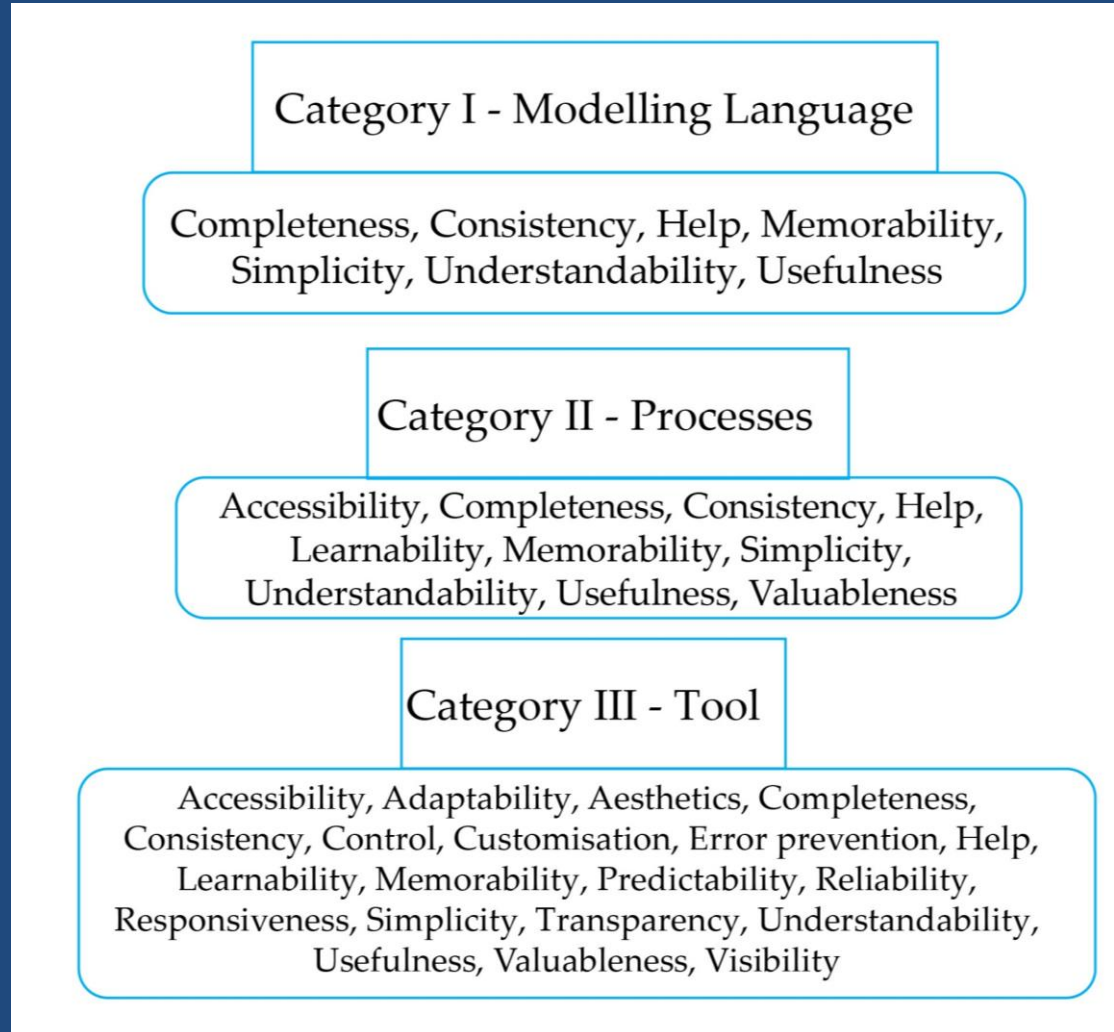 Category I - Modelling Language
Completeness, Consistency, Help, Memorability,
Simplicity, Understandability, Usefulness
Category II - Processes
Accessibility, Completeness, Consistency, Help,
Learnability, Memorability, Simplicity,
Understandability, Usefulness, Valuableness
Category III - Tool
Accessibility, Adaptability, Aesthetics, Completeness,
Consistency, Control, Customisation, Error prevention, Help,
Learnability, Memorability, Predictability, Reliability,
Responsiveness, Simplicity, Transparency, Understandability,
Usefulness, Valuableness, Visibility